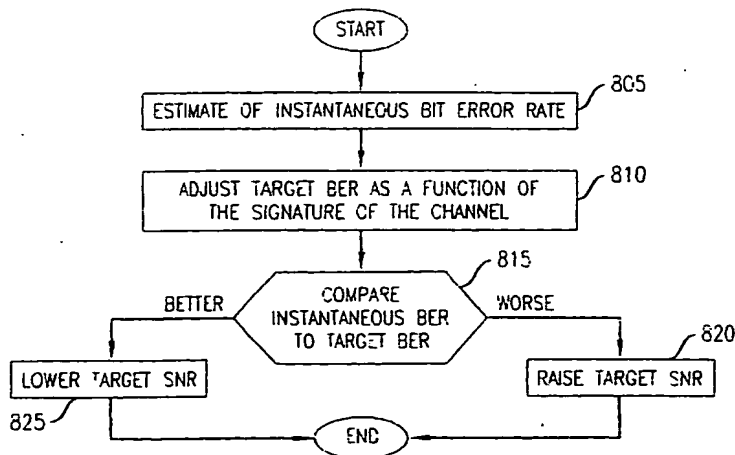 START
ESTIMATE OF INSTANTANEOUS BIT ERROR RATE
805
ADJUST TARGET BER AS A FUNCTION OF
THE SIGNATURE OF THE CHANNEL
810
815
BETTER
COMPARE
INSTANTANEOUS BER
TO TARGET BER
WORSE
820
LOWER TARGET SNR
RAISE TARGET SNR
825
END